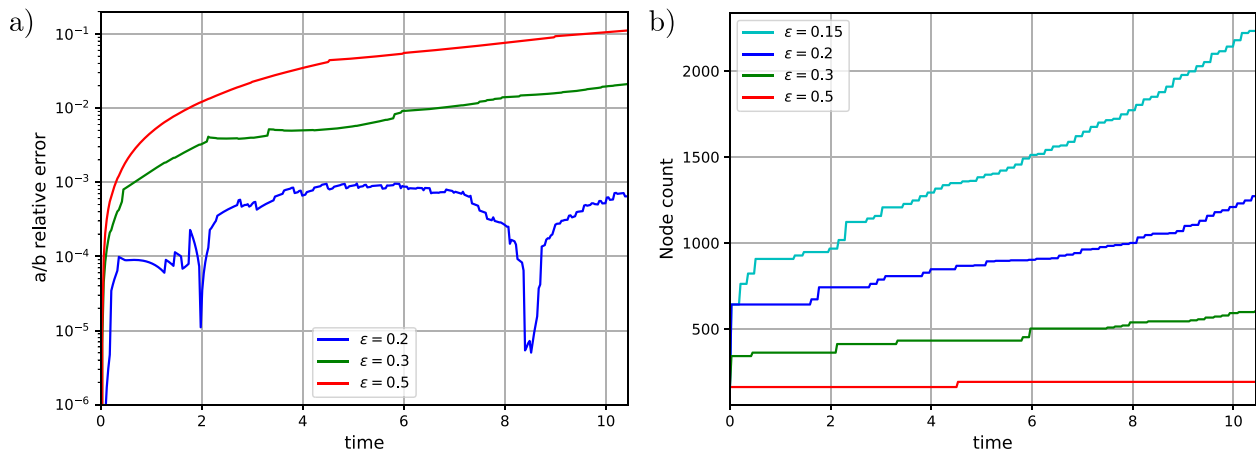 a)
a/b relative error
10⁻¹
10⁻²
10⁻³
10⁻⁴
10⁻⁵
10⁻⁶
0 2 4 6 8 10
time
ε = 0.2
ε = 0.3
ε = 0.5
b)
Node count
2000
1500
1000
500
0 2 4 6 8 10
time
ε = 0.15
ε = 0.2
ε = 0.3
ε = 0.5